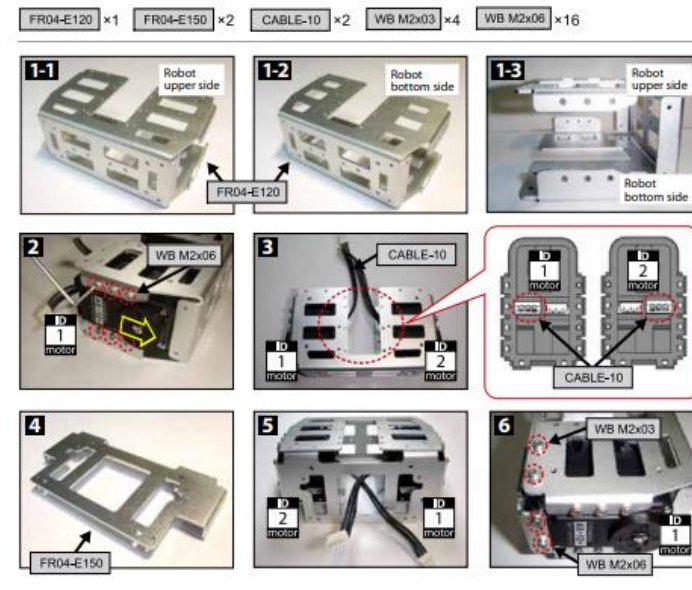 FR04-E120 ×1 FR04-E150 ×2 CABLE-10 ×2 WB M2x03 ×4 WB M2x06 ×16
1-1
Robot
upper side
1-2
Robot
bottom side
FR04-E120
1-3
Robot
upper side
Robot
bottom side
2
WB M2x06
ID
1
motor
3
CABLE-10
ID
1
motor
ID
2
motor
ID
1
motor
ID
2
motor
CABLE-10
4
FR04-E150
5
ID
2
motor
ID
1
motor
6
WB M2x03
ID
1
motor
WB M2x06